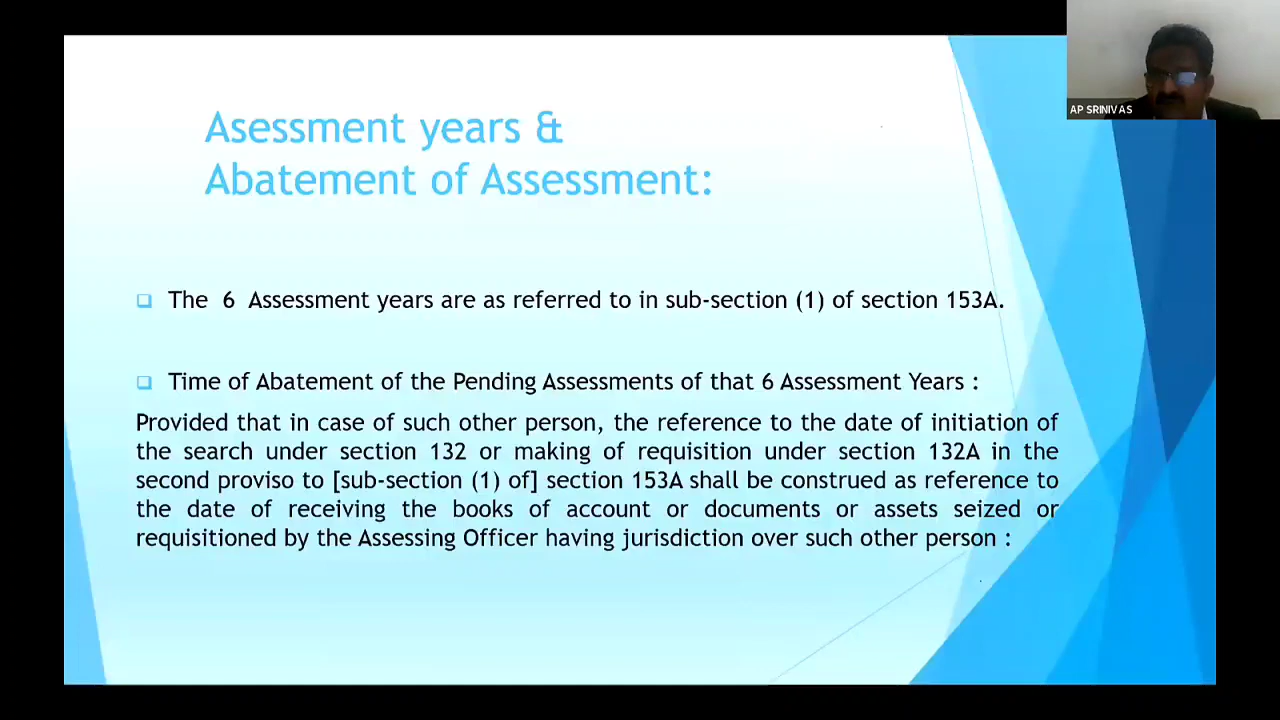 AP SRINIVAS
Asessment years &
Abatement of Assessment:
❑ The 6 Assessment years are as referred to in sub-section (1) of section 153A.
❑ Time of Abatement of the Pending Assessments of that 6 Assessment Years :
Provided that in case of such other person, the reference to the date of initiation of
the search under section 132 or making of requisition under section 132A in the
second proviso to [sub-section (1) of] section 153A shall be construed as reference to
the date of receiving the books of account or documents or assets seized or
requisitioned by the Assessing Officer having jurisdiction over such other person :